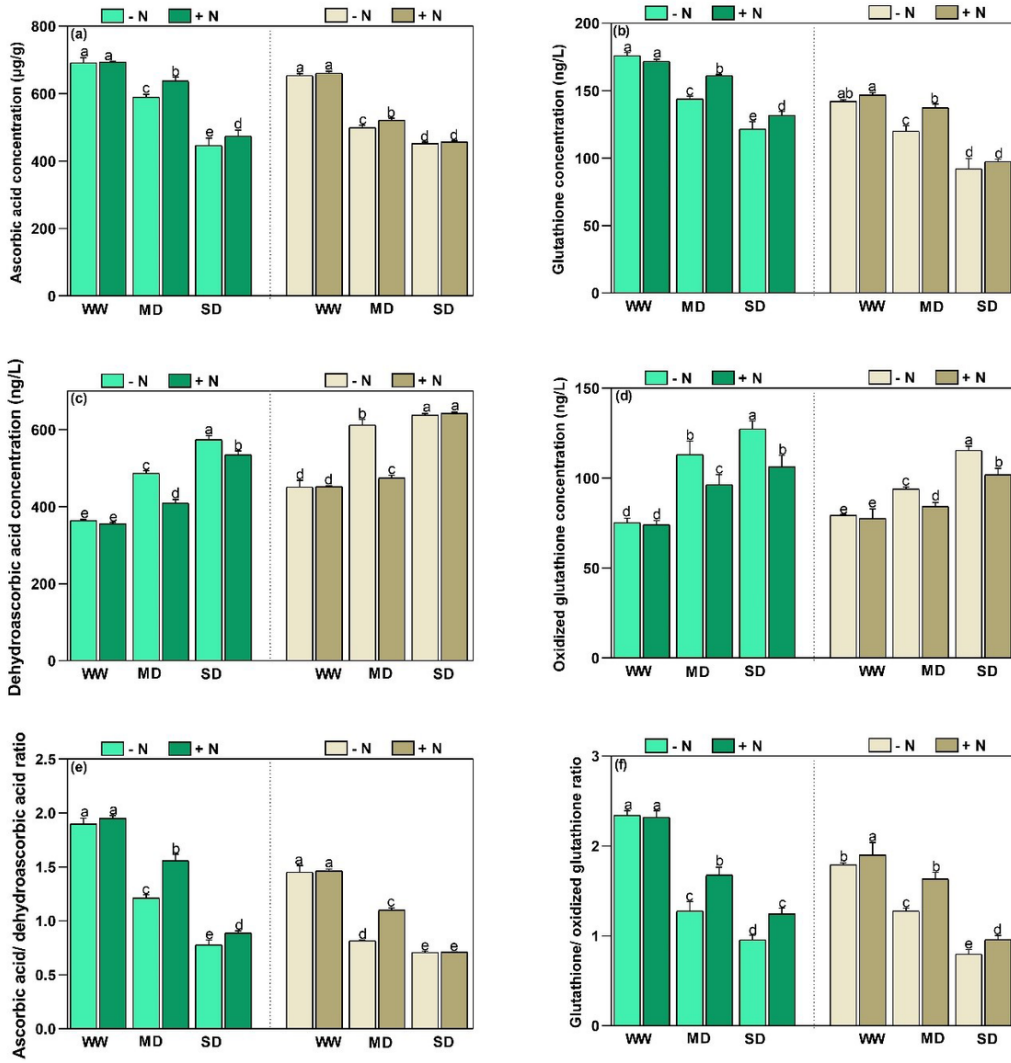 - N + N - N + N
(a)
Ascorbic acid concentration (µg/g)
800
600
400
200
0
a a c b e d a a c b d d
WW MD SD WW MD SD
- N + N - N + N
(b)
Glutathione concentration (ng/L)
200
150
100
50
0
a a c b e d ab a c b d d
WW MD SD WW MD SD
- N + N - N + N
(c)
Dehydroascorbic acid concentration (ng/L)
600
400
200
0
e e c d a b d d b c a a
WW MD SD WW MD SD
- N + N - N + N
(d)
Oxidized glutathione concentration (ng/L)
150
100
50
0
d d b c a b e e c d a b
WW MD SD WW MD SD
- N + N - N + N
(e)
Ascorbic acid/ dehydroascorbic acid ratio
2.5
2.0
1.5
1.0
0.5
0.0
a a c b e d a a d c e e
WW MD SD WW MD SD
- N + N - N + N
(f)
Glutathione/ oxidized glutathione ratio
3
2
1
0
a a c b d c b a c b e d
WW MD SD WW MD SD